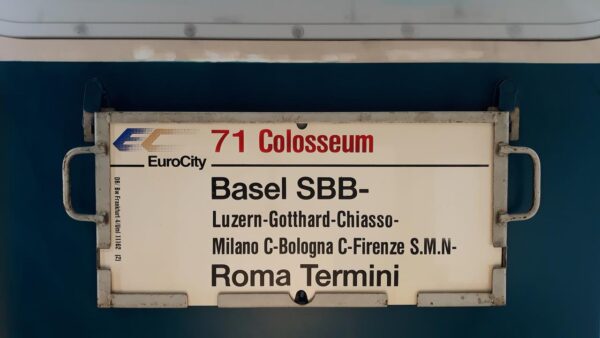 EC 71 Colosseum
EuroCity
Basel SBB-
Luzern-Gotthard-Chiasso-
Milano C-Bologna C-Firenze S.M.N-
Roma Termini